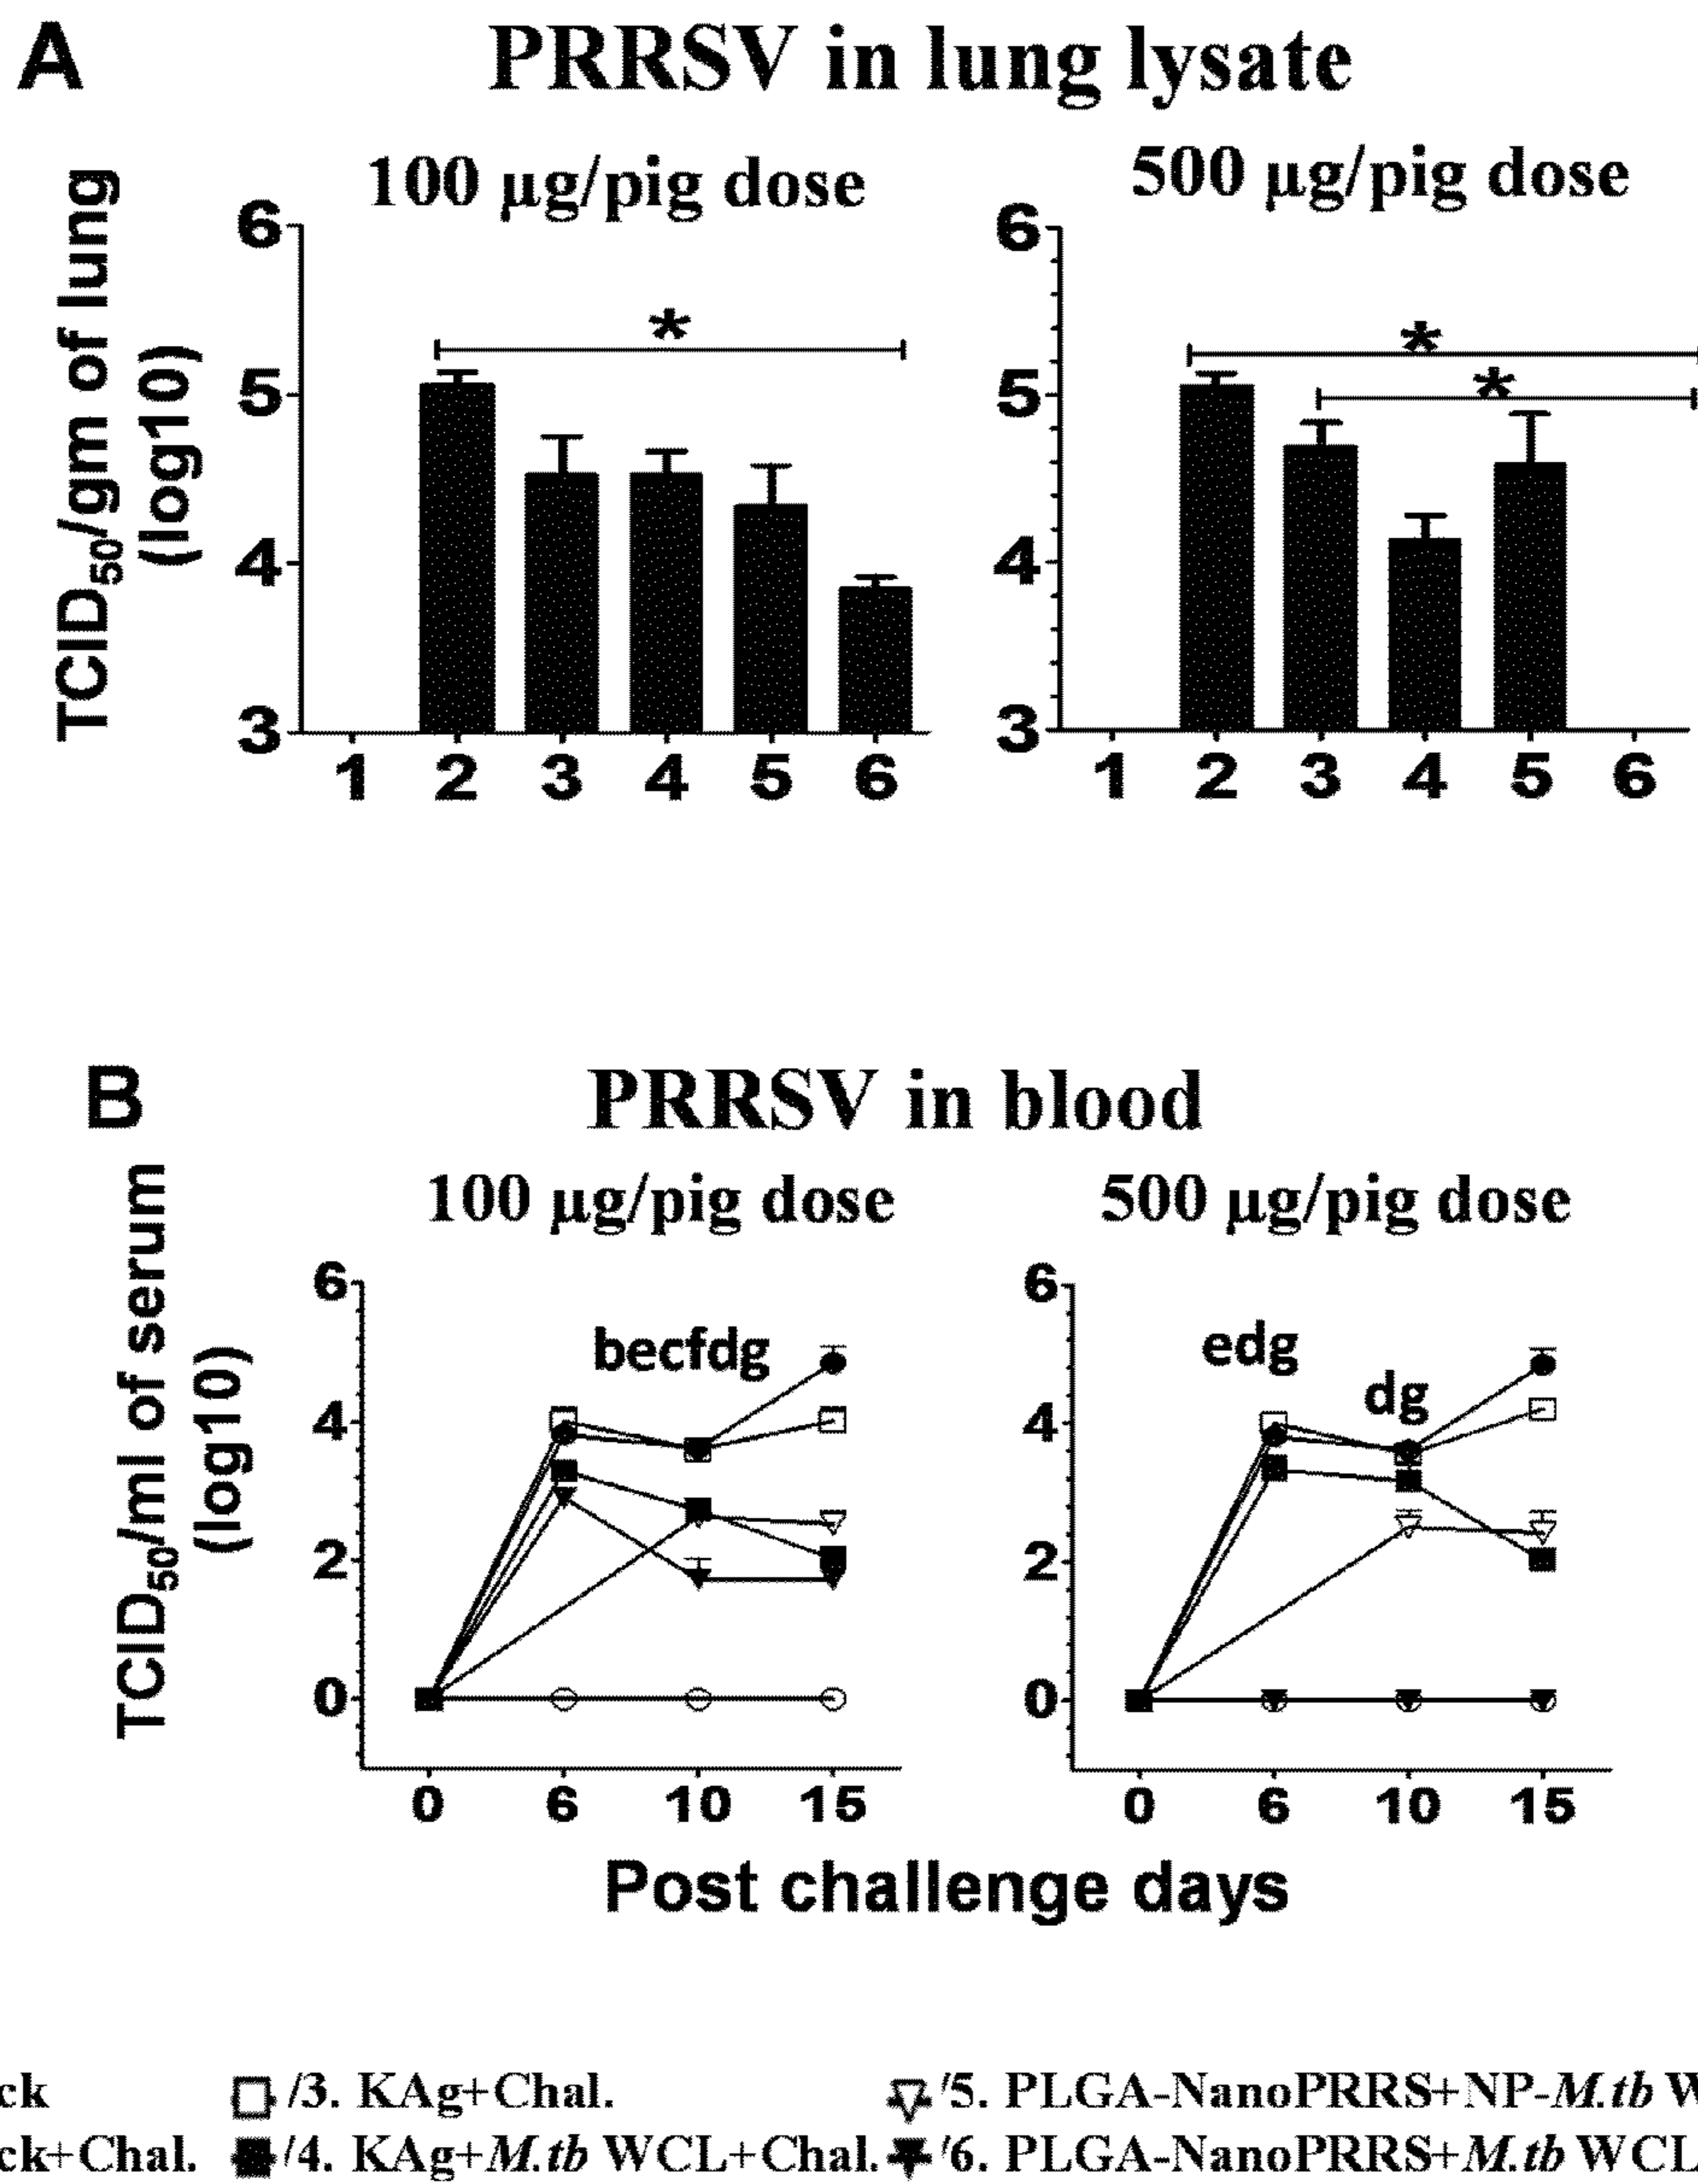 A
PRRSV in lung lysate
100 µg/pig dose
500 µg/pig dose
TCID50/gm of lung
(log10)
6
5
4
3
1 2 3 4 5 6
*
6
5
4
3
1 2 3 4 5 6
*
*
B
PRRSV in blood
100 µg/pig dose
500 µg/pig dose
TCID50/ml of serum
(log10)
6
4
2
0
becfdg
0 6 10 15
6
4
2
0
edg
dg
0 6 10 15
Post challenge days
ck
/3. KAg+Chal.
/5. PLGA-NanoPRRS+NP-M.tb W
ck+Chal.
/4. KAg+M.tb WCL+Chal.
/6. PLGA-NanoPRRS+M.tb WCL